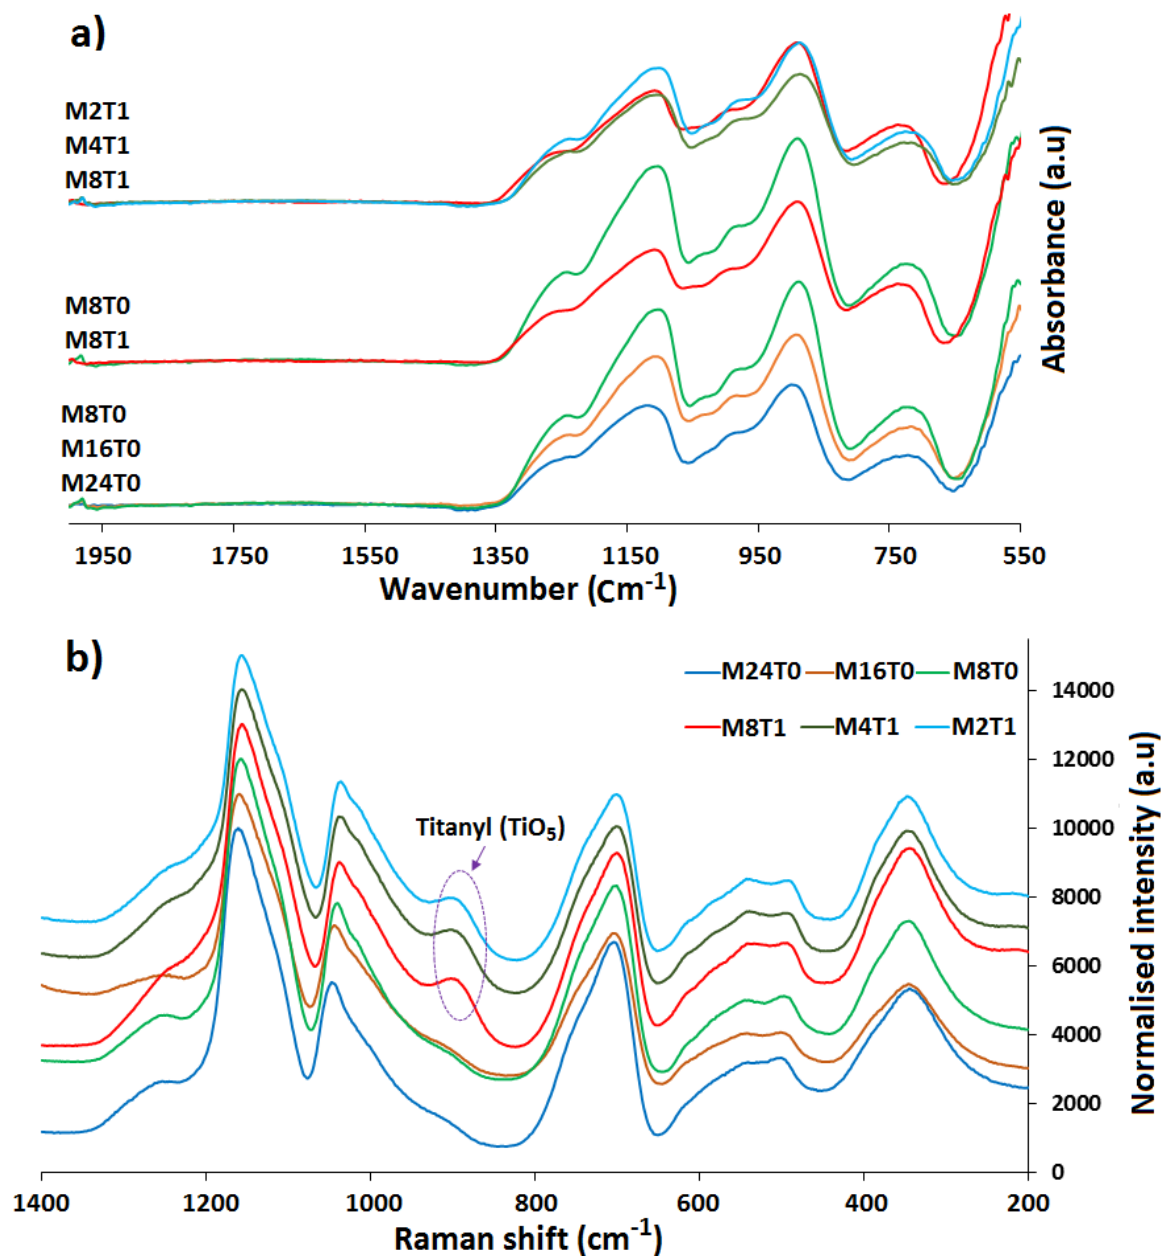 a)
M2T1
M4T1
M8T1
M8T0
M8T1
M8T0
M16T0
M24T0
Absorbance (a.u)
1950 1750 1550 1350 1150 950 750 550
Wavenumber (Cm⁻¹)
b)
M24T0 M16T0 M8T0
M8T1 M4T1 M2T1
Titanyl (TiO₅)
14000
12000
10000
8000
6000
4000
2000
0
Normalised intensity (a.u)
1400 1200 1000 800 600 400 200
Raman shift (cm⁻¹)